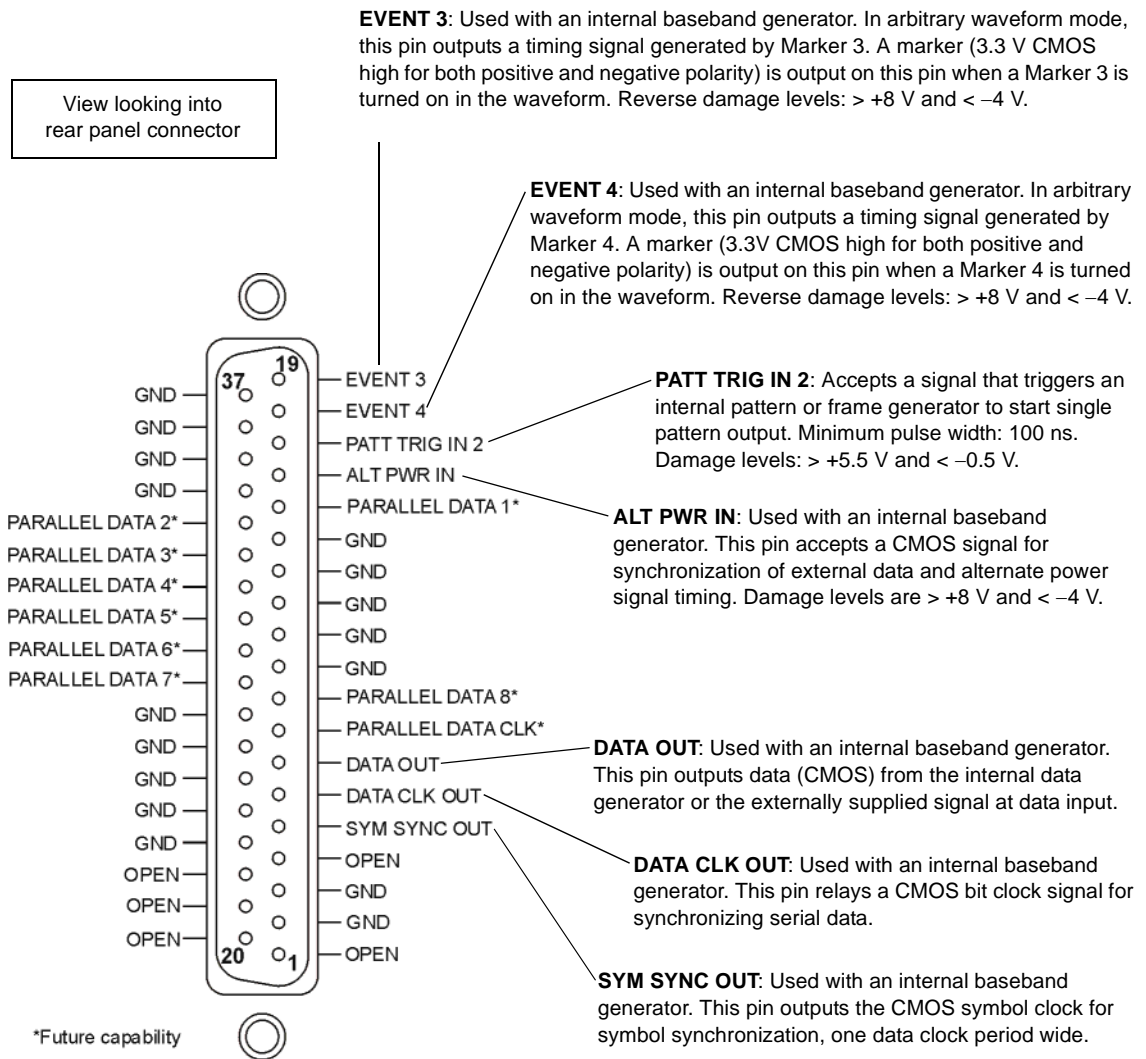 EVENT 3: Used with an internal baseband generator. In arbitrary waveform mode,
this pin outputs a timing signal generated by Marker 3. A marker (3.3 V CMOS
high for both positive and negative polarity) is output on this pin when a Marker 3 is
turned on in the waveform. Reverse damage levels: > +8 V and < −4 V.
View looking into
rear panel connector
EVENT 4: Used with an internal baseband generator. In arbitrary
waveform mode, this pin outputs a timing signal generated by
Marker 4. A marker (3.3V CMOS high for both positive and
negative polarity) is output on this pin when a Marker 4 is turned
on in the waveform. Reverse damage levels: > +8 V and < −4 V.
PATT TRIG IN 2: Accepts a signal that triggers an
internal pattern or frame generator to start single
pattern output. Minimum pulse width: 100 ns.
Damage levels: > +5.5 V and < −0.5 V.
ALT PWR IN: Used with an internal baseband
generator. This pin accepts a CMOS signal for
synchronization of external data and alternate power
signal timing. Damage levels are > +8 V and < −4 V.
DATA OUT: Used with an internal baseband generator.
This pin outputs data (CMOS) from the internal data
generator or the externally supplied signal at data input.
DATA CLK OUT: Used with an internal baseband
generator. This pin relays a CMOS bit clock signal for
synchronizing serial data.
SYM SYNC OUT: Used with an internal baseband
generator. This pin outputs the CMOS symbol clock for
symbol synchronization, one data clock period wide.
37
19
20
1
GND
GND
GND
GND
PARALLEL DATA 2*
PARALLEL DATA 3*
PARALLEL DATA 4*
PARALLEL DATA 5*
PARALLEL DATA 6*
PARALLEL DATA 7*
GND
GND
GND
GND
GND
OPEN
OPEN
OPEN
EVENT 3
EVENT 4
PATT TRIG IN 2
ALT PWR IN
PARALLEL DATA 1*
GND
GND
GND
GND
GND
PARALLEL DATA 8*
PARALLEL DATA CLK*
DATA OUT
DATA CLK OUT
SYM SYNC OUT
OPEN
GND
GND
OPEN
*Future capability